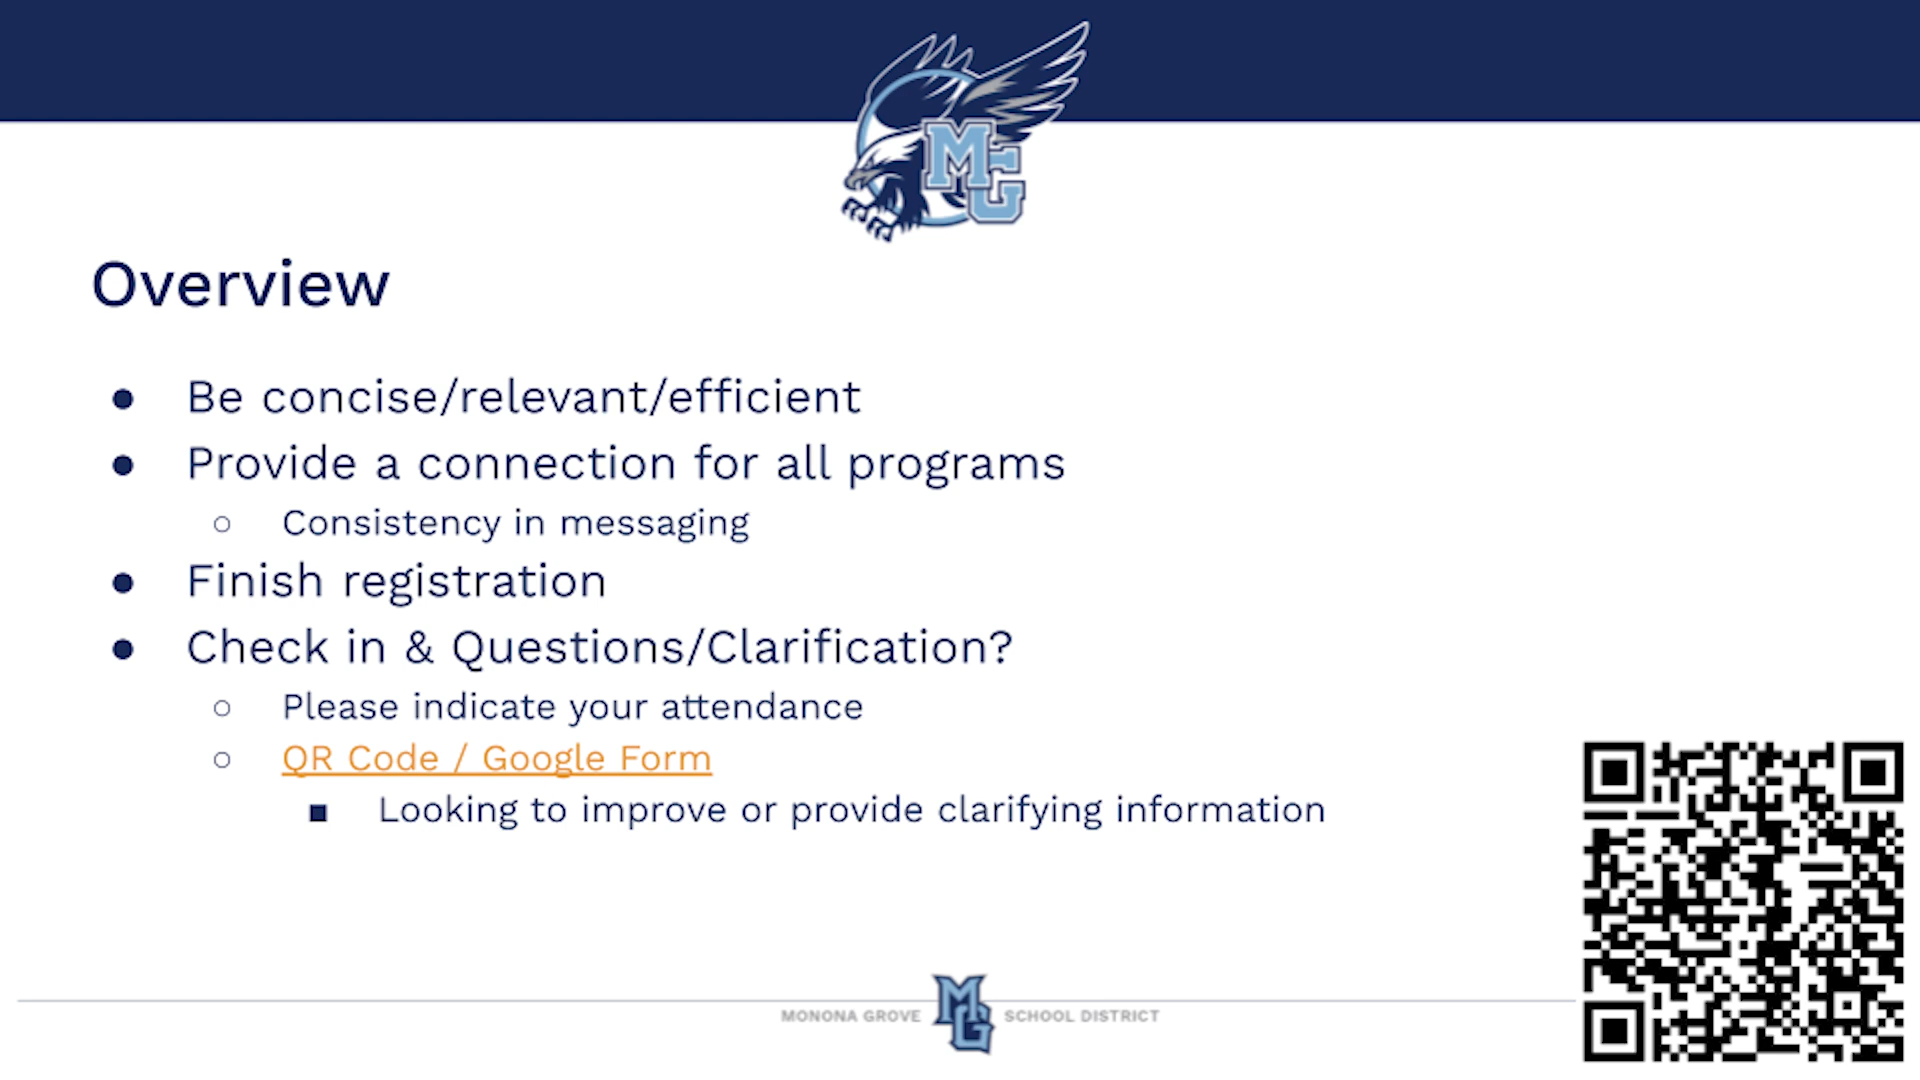 MG
Overview
● Be concise/relevant/efficient
● Provide a connection for all programs
○ Consistency in messaging
● Finish registration
● Check in & Questions/Clarification?
○ Please indicate your attendance
○ QR Code / Google Form
■ Looking to improve or provide clarifying information
MONONA GROVE MG SCHOOL DISTRICT